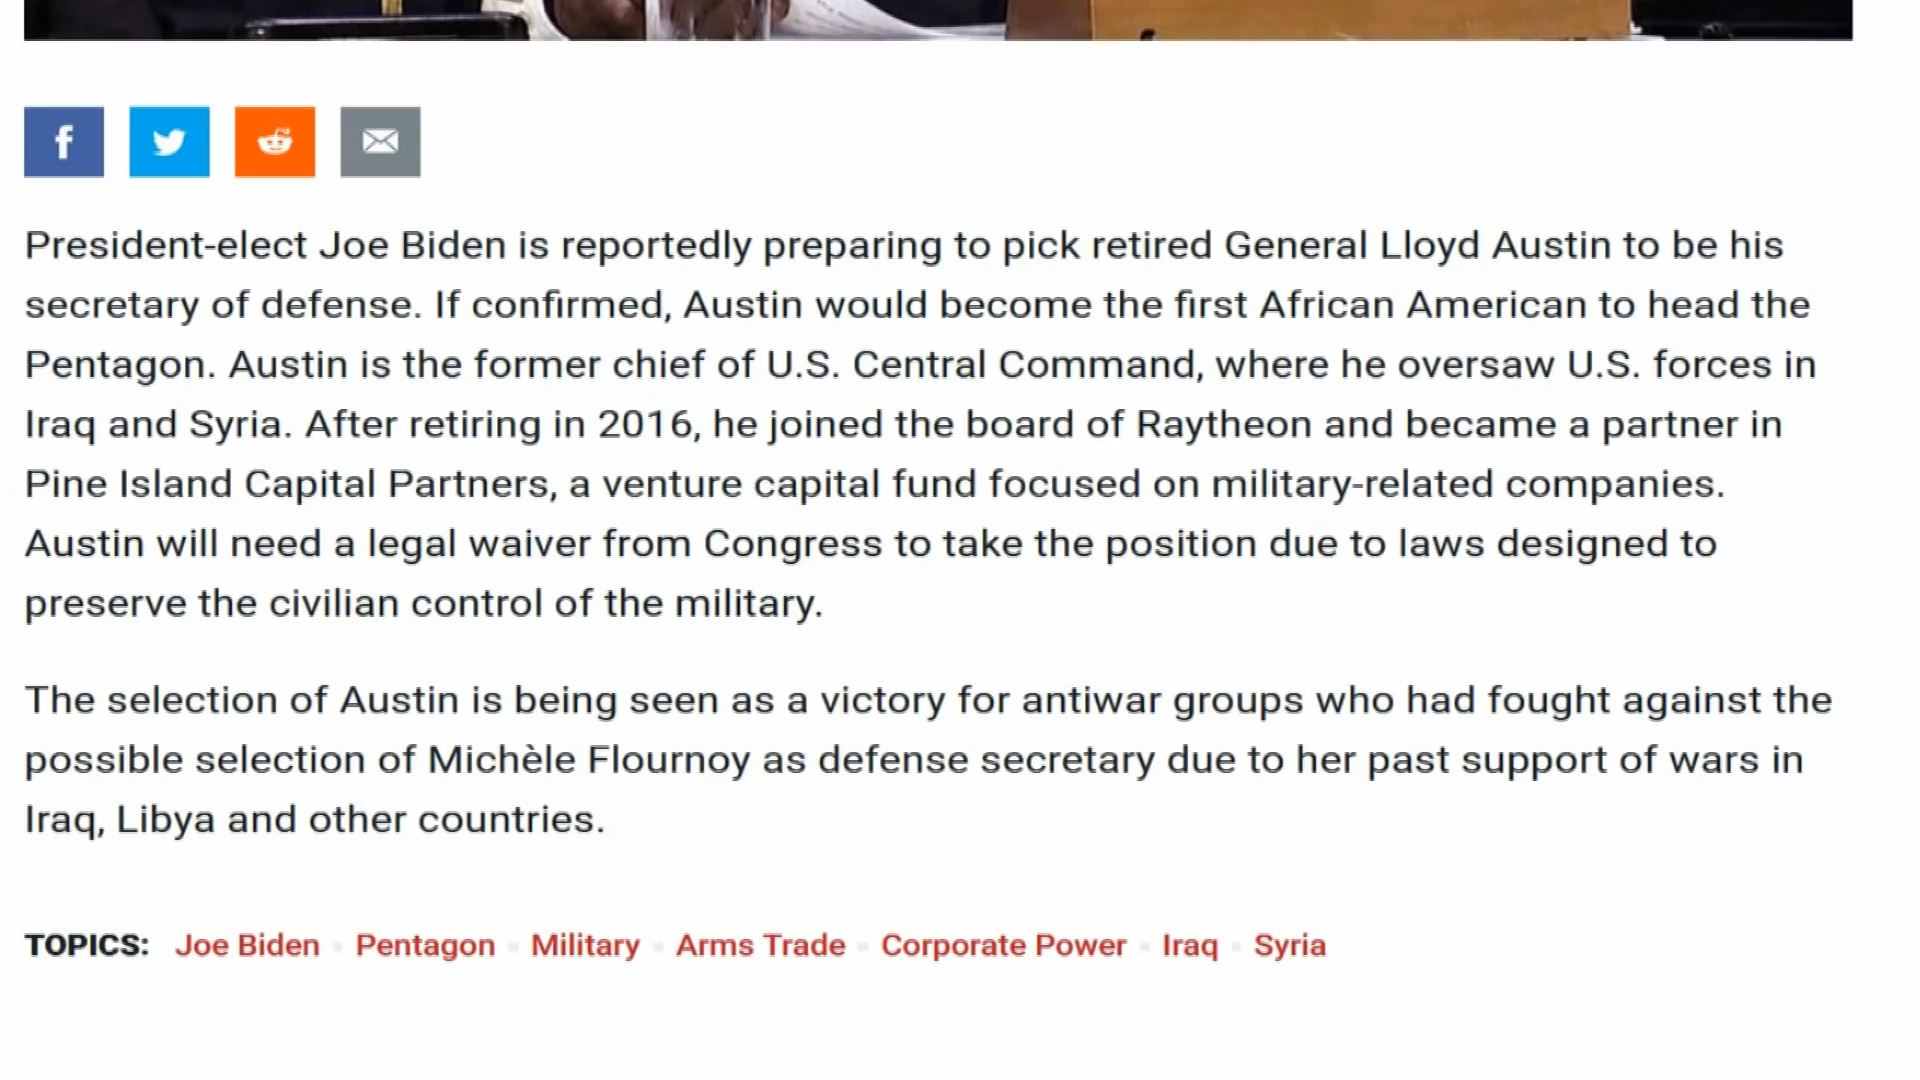 President-elect Joe Biden is reportedly preparing to pick retired General Lloyd Austin to be his
secretary of defense. If confirmed, Austin would become the first African American to head the
Pentagon. Austin is the former chief of U.S. Central Command, where he oversaw U.S. forces in
Iraq and Syria. After retiring in 2016, he joined the board of Raytheon and became a partner in
Pine Island Capital Partners, a venture capital fund focused on military-related companies.
Austin will need a legal waiver from Congress to take the position due to laws designed to
preserve the civilian control of the military.
The selection of Austin is being seen as a victory for antiwar groups who had fought against the
possible selection of Michèle Flournoy as defense secretary due to her past support of wars in
Iraq, Libya and other countries.
TOPICS: Joe Biden Pentagon Military Arms Trade Corporate Power Iraq Syria